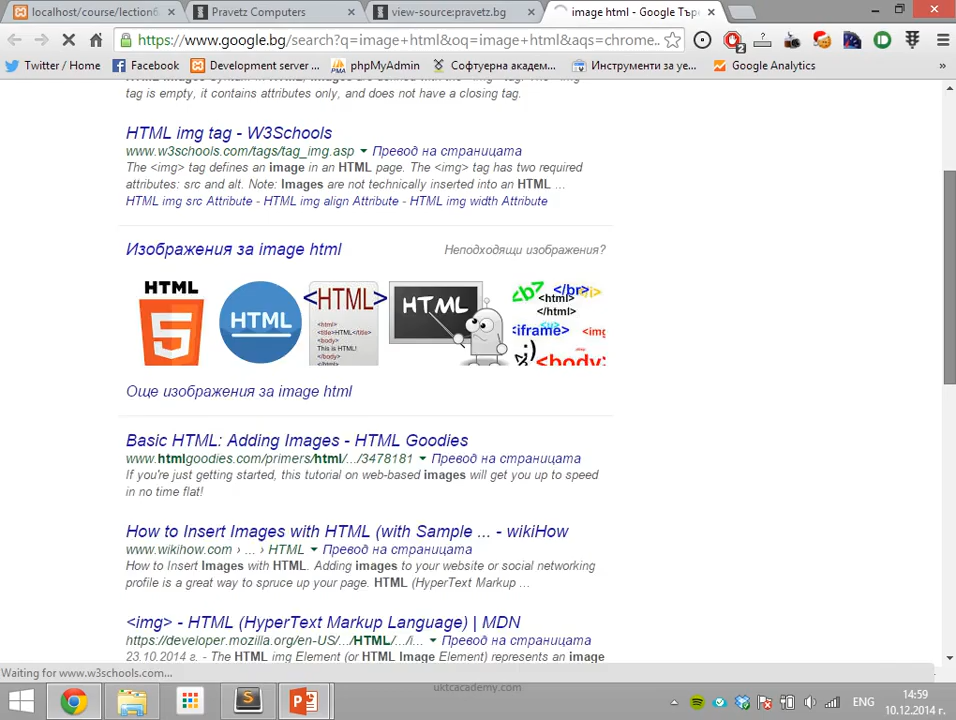 localhost/course/lection6
Pravetz Computers
view-source:pravetz.bg
image html - Google Търс
https://www.google.bg/search?q=image+html&oq=image+html&aqs=chrome..
Twitter / Home
Facebook
Development server ...
phpMyAdmin
Софтуерна академ...
Инструменти за уе...
Google Analytics
»
tag is empty, it contains attributes only, and does not have a closing tag.
HTML img tag - W3Schools
www.w3schools.com/tags/tag_img.asp Превод на страницата
The <img> tag defines an image in an HTML page. The <img> tag has two required
attributes: src and alt. Note: Images are not technically inserted into an HTML ...
HTML img src Attribute - HTML img align Attribute - HTML img width Attribute
Изображения за image html
Неподходящи изображения?
HTML
5
HTML
<HTML>
<html>
<title>HTML</title>
<body>
This is HTML!
</body>
</html>
HTML
<b>
</br>
<html>
</html>
<iframe>
<img
<body>
Още изображения за image html
Basic HTML: Adding Images - HTML Goodies
www.htmlgoodies.com/primers/html/.../3478181 Превод на страницата
If you're just getting started, this tutorial on web-based images will get you up to speed
in no time flat!
How to Insert Images with HTML (with Sample ... - wikiHow
www.wikihow.com › ... › HTML Превод на страницата
How to Insert Images with HTML. Adding images to your website or social networking
profile is a great way to spruce up your page. HTML (HyperText Markup ...
<img> - HTML (HyperText Markup Language) | MDN
https://developer.mozilla.org/en-US/.../HTML/.../i... Превод на страницата
23.10.2014 г. - The HTML img Element (or HTML Image Element) represents an image
Waiting for www.w3schools.com...
uktcacademy.com
ENG
14:59
10.12.2014 г.